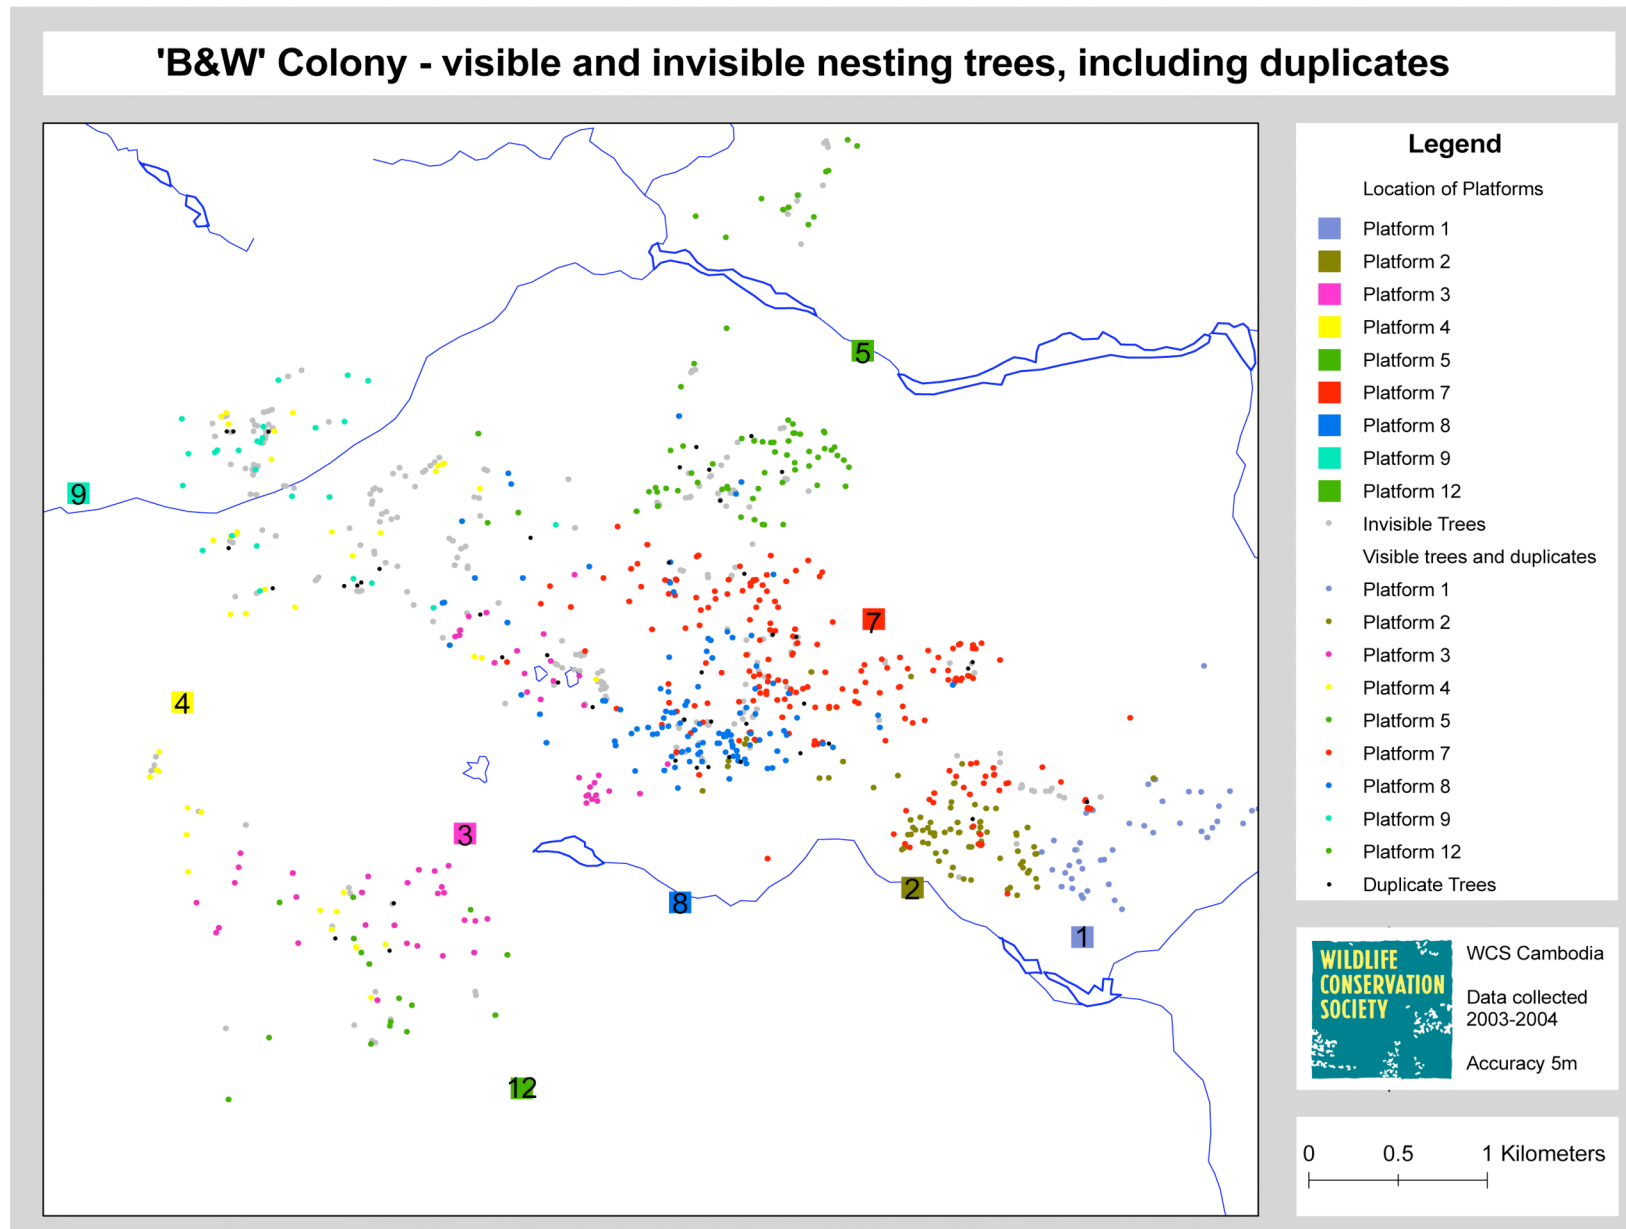 'B&W' Colony - visible and invisible nesting trees, including duplicates
5
9
7
4
3
8
2
1
12
Legend
Location of Platforms
Platform 1
Platform 2
Platform 3
Platform 4
Platform 5
Platform 7
Platform 8
Platform 9
Platform 12
Invisible Trees
Visible trees and duplicates
Platform 1
Platform 2
Platform 3
Platform 4
Platform 5
Platform 7
Platform 8
Platform 9
Platform 12
Duplicate Trees
WILDLIFE
CONSERVATION
SOCIETY
WCS Cambodia
Data collected
2003-2004
Accuracy 5m
0 0.5 1 Kilometers